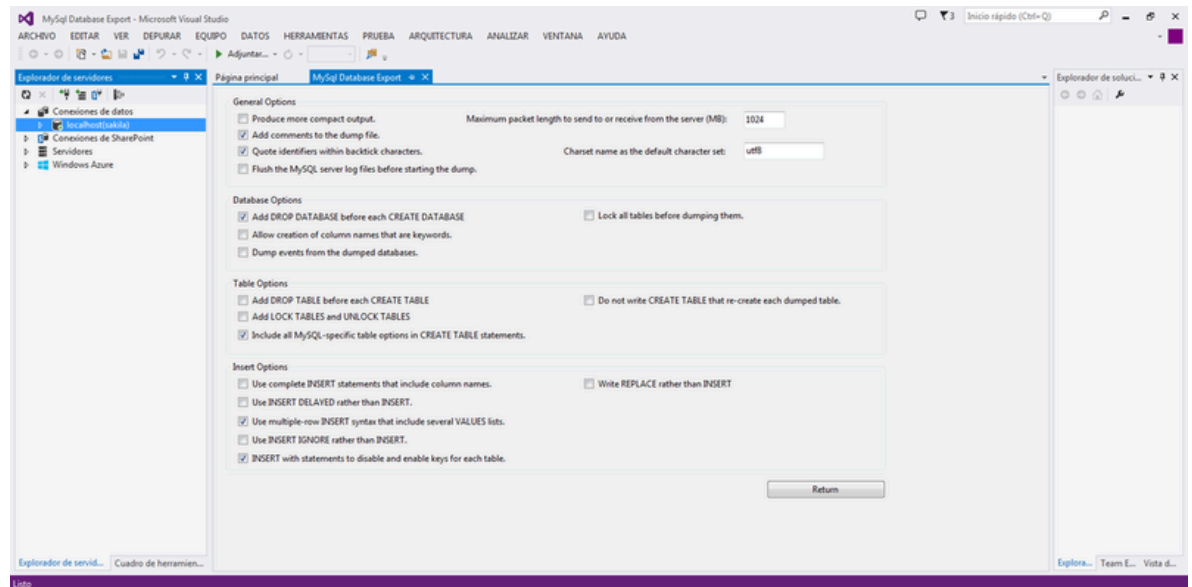 MySql Database Export - Microsoft Visual Studio
3
Inicio rápido (Ctrl+Q)
ARCHIVO EDITAR VER DEPURAR EQUIPO DATOS HERRAMIENTAS PRUEBA ARQUITECTURA ANALIZAR VENTANA AYUDA
Adjuntar...
Explorador de servidores
Conexiones de datos
localhost(sakila)
Conexiones de SharePoint
Servidores
Windows Azure
Explorador de servid... Cuadro de herramien...
Página principal MySql Database Export
General Options
Produce more compact output. Maximum packet length to send to or receive from the server (MB): 1024
Add comments to the dump file.
Quote identifiers within backtick characters. Charset name as the default character set: utf8
Flush the MySQL server log files before starting the dump.
Database Options
Add DROP DATABASE before each CREATE DATABASE Lock all tables before dumping them.
Allow creation of column names that are keywords.
Dump events from the dumped databases.
Table Options
Add DROP TABLE before each CREATE TABLE Do not write CREATE TABLE that re-create each dumped table.
Add LOCK TABLES and UNLOCK TABLES
Include all MySQL-specific table options in CREATE TABLE statements.
Insert Options
Use complete INSERT statements that include column names. Write REPLACE rather than INSERT
Use INSERT DELAYED rather than INSERT.
Use multiple-row INSERT syntax that include several VALUES lists.
Use INSERT IGNORE rather than INSERT.
INSERT with statements to disable and enable keys for each table.
Return
Explorador de soluci...
Explora... Team E... Vista d...
Listo